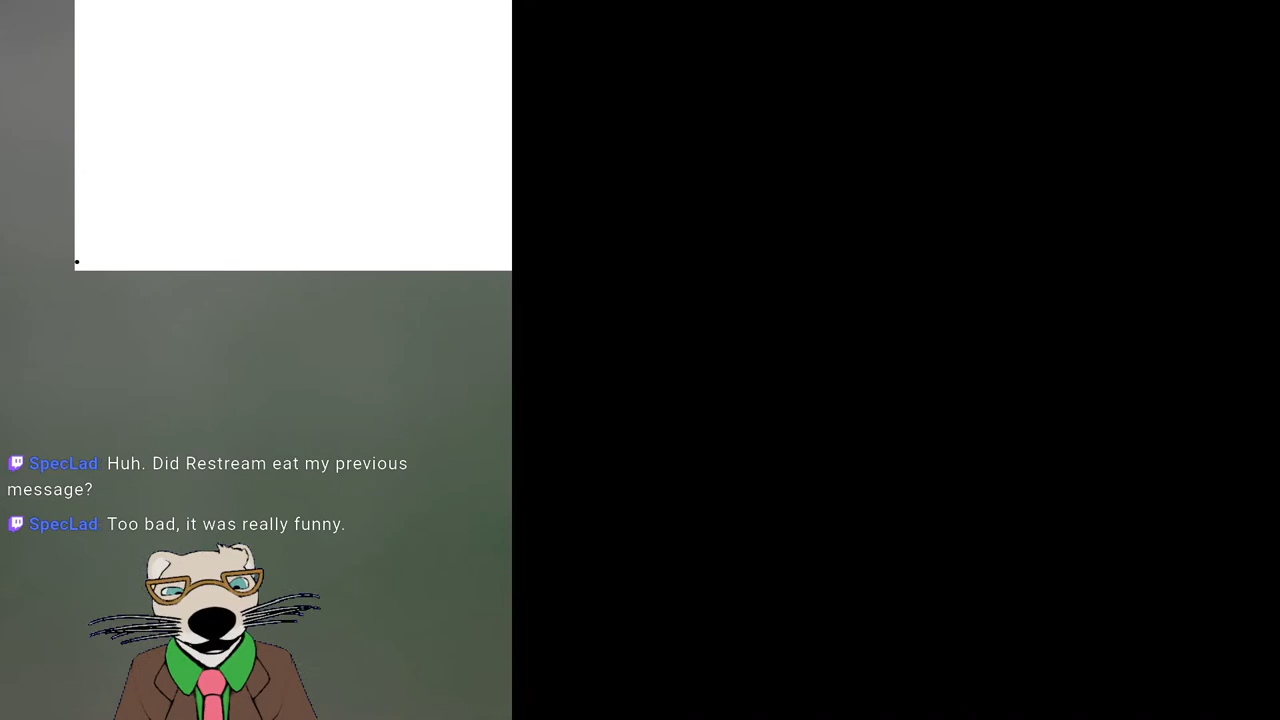 SpecLad Huh. Did Restream eat my previous
message?
SpecLad Too bad, it was really funny.